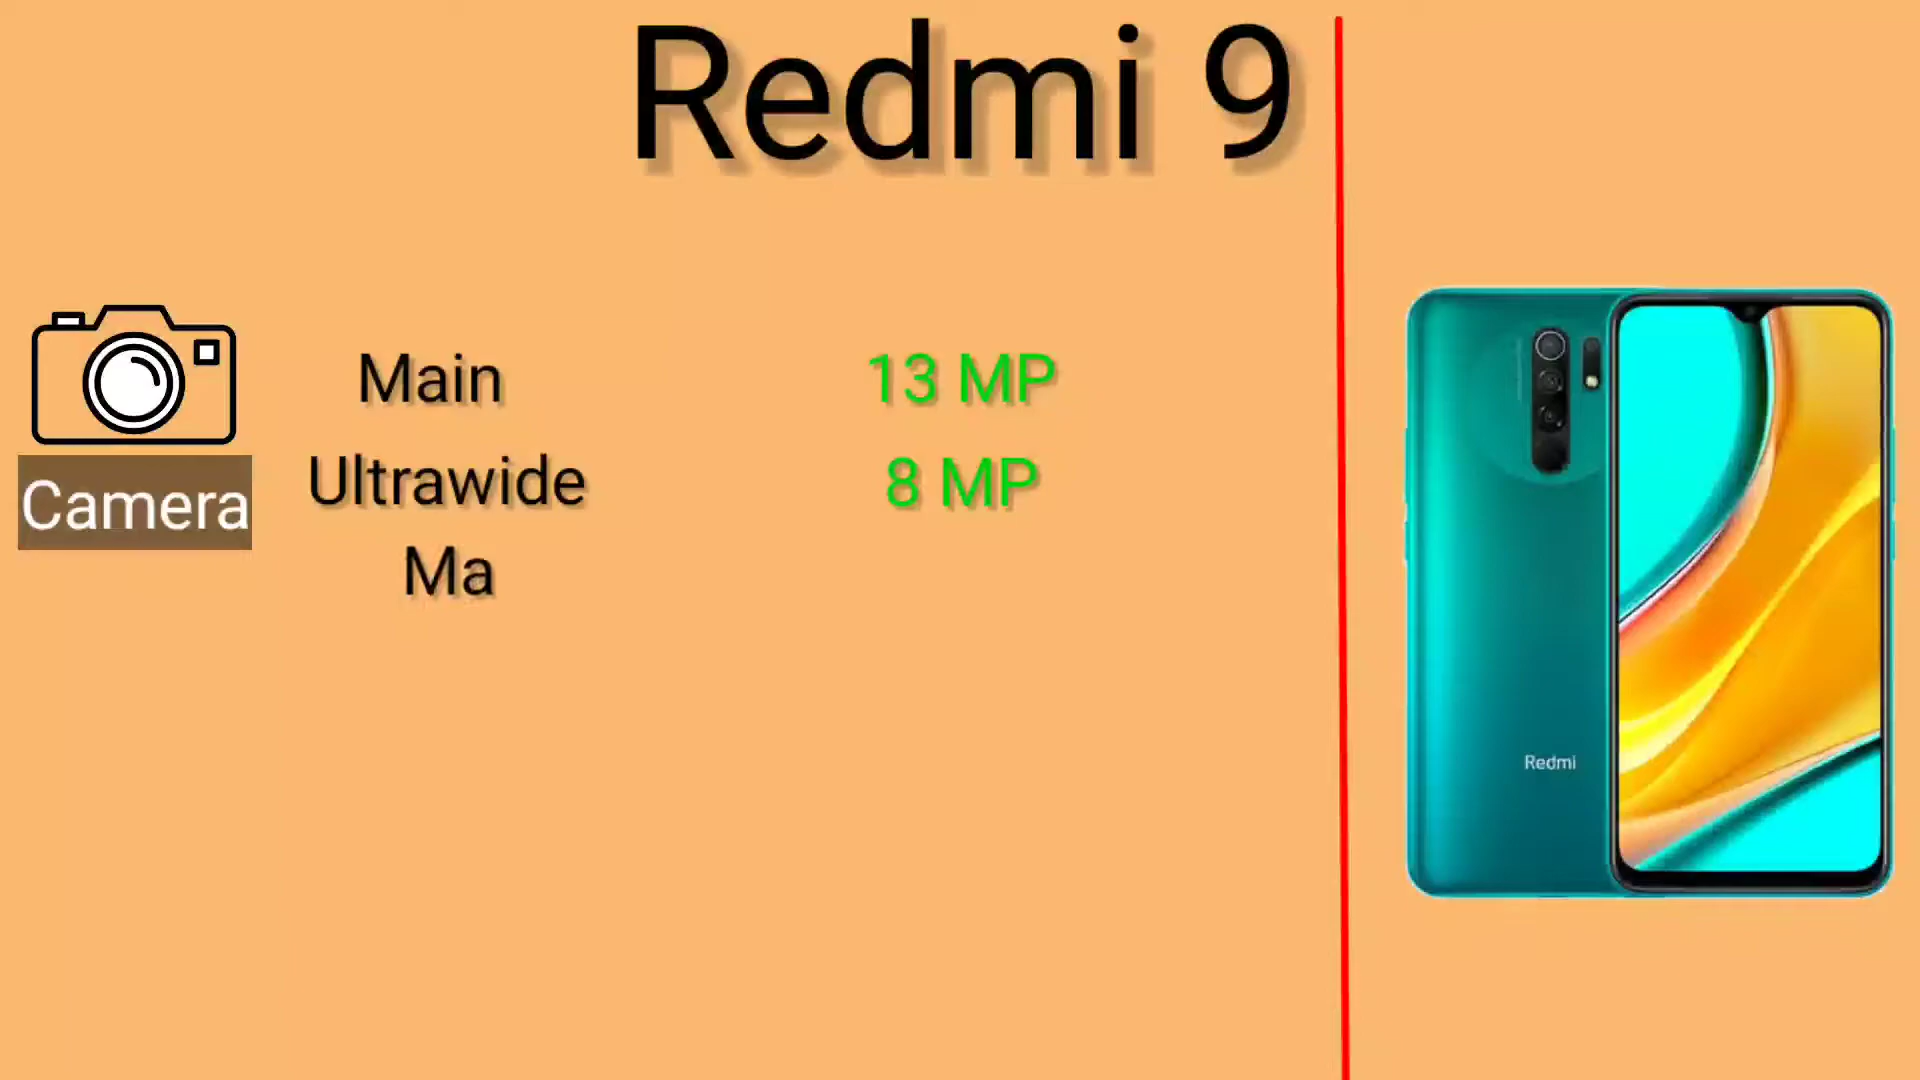 Redmi 9
Main 13 MP
Camera
Ultrawide 8 MP
Ma
Redmi